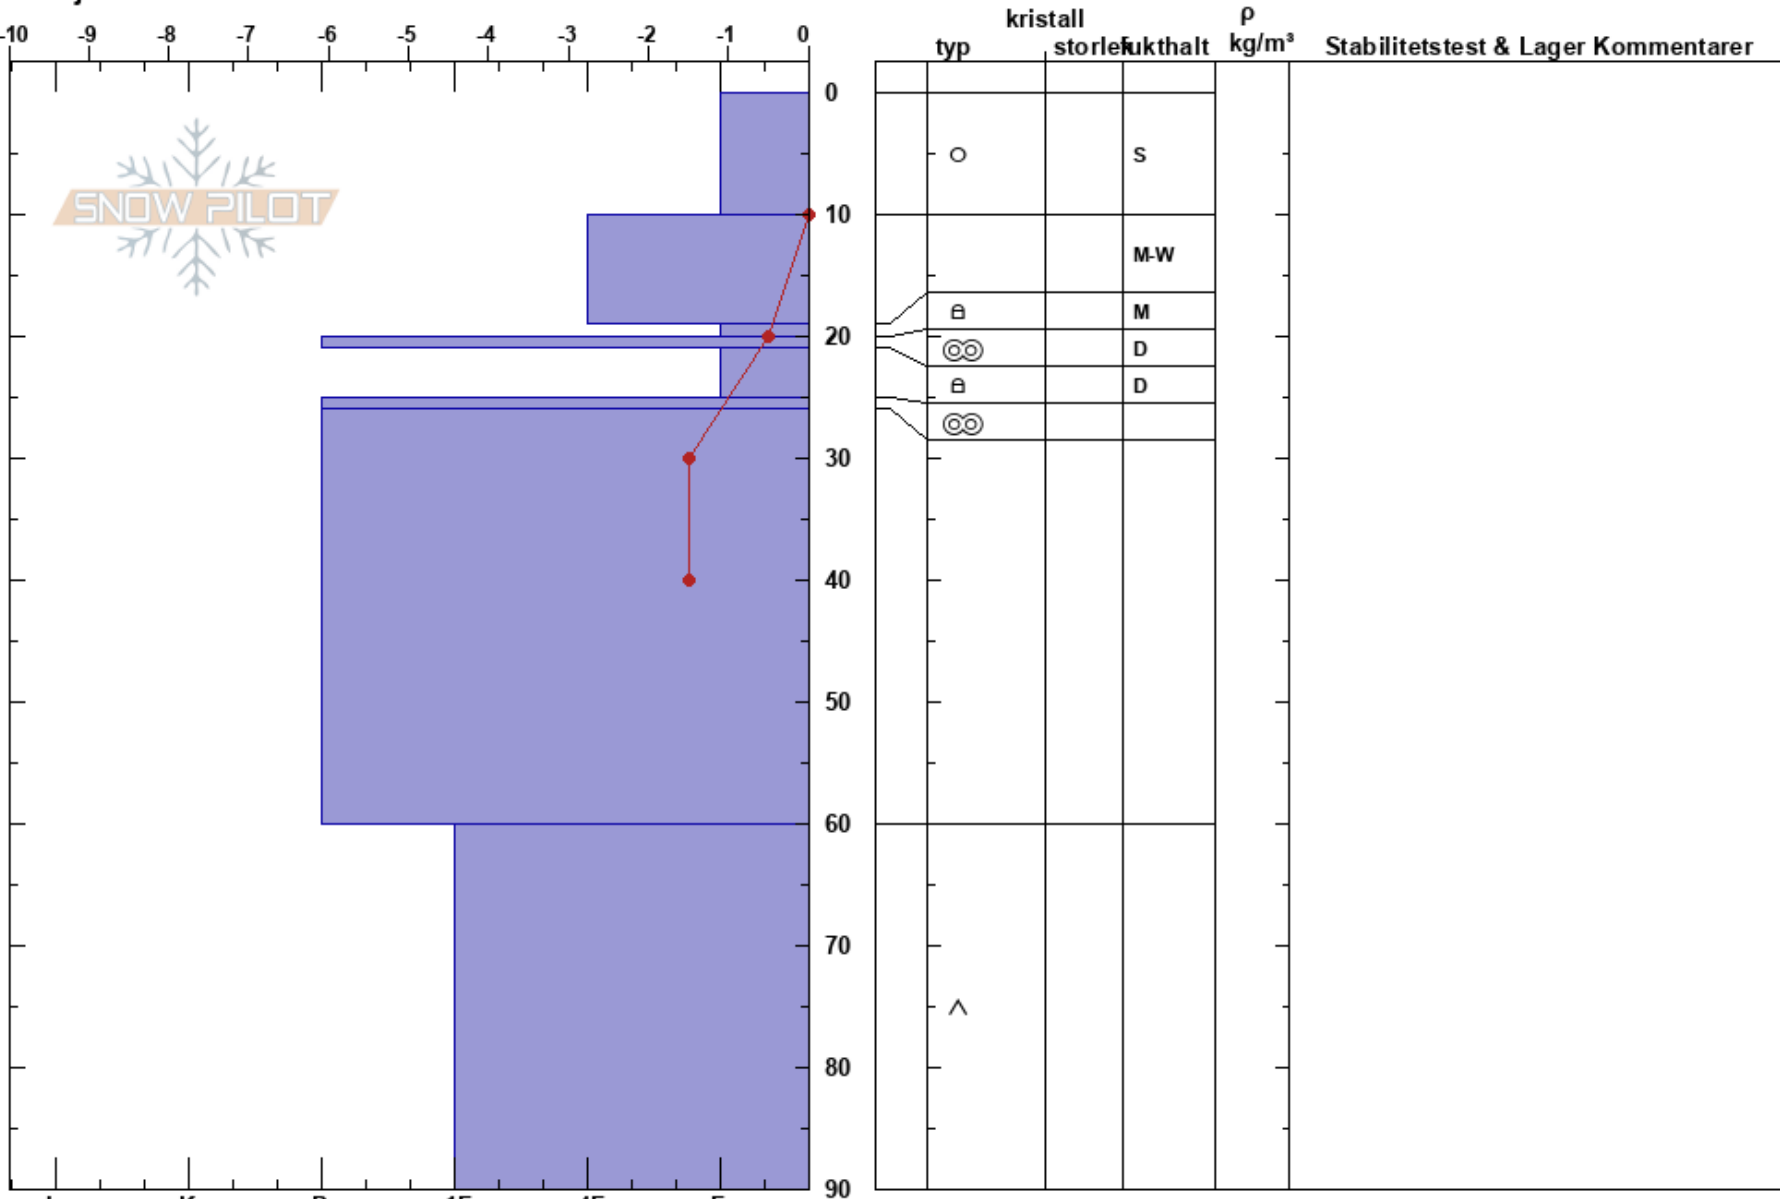 kristall ρ
-10 -9 -8 -7 -6 -5 -4 -3 -2 -1 0 typ storlek fukthalt kg/m³ Stabilitetstest & Lager Kommentarer
0
S
SNOW PILOT
10
M-W
M
20
D
D
30
40
50
60
70
80
90